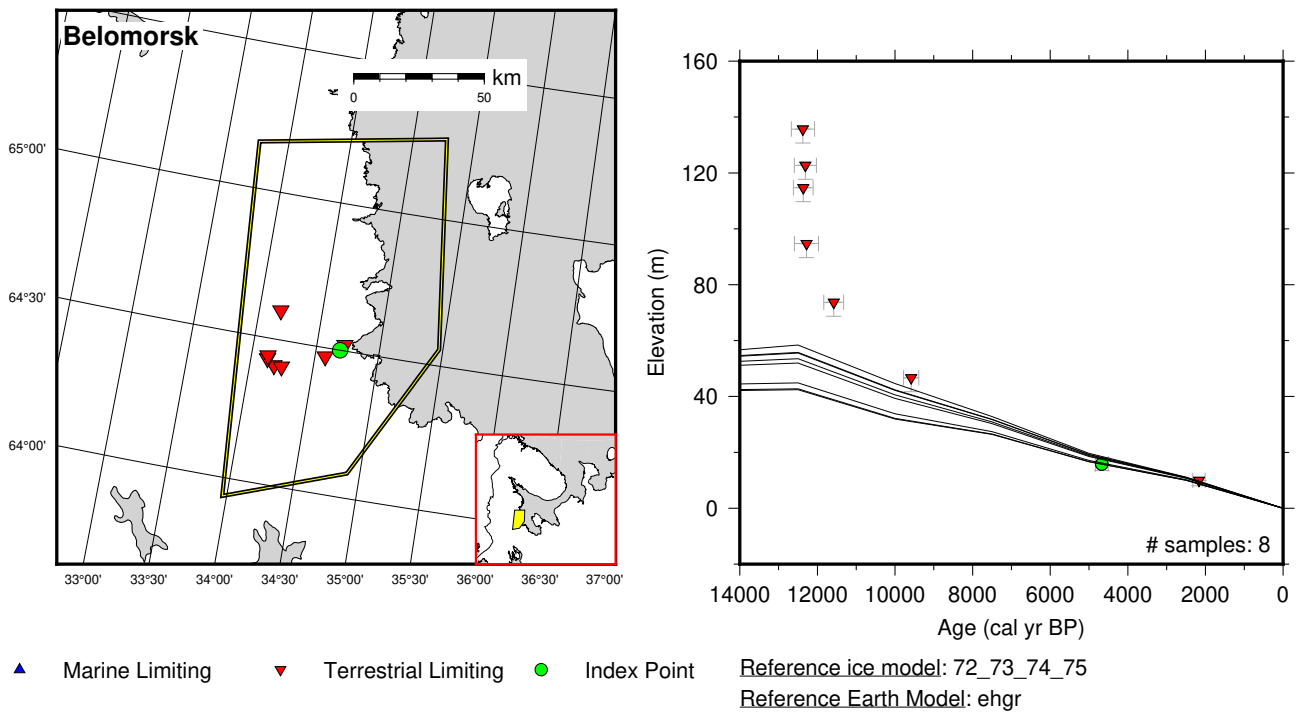 Belomorsk
km
0 50
65°00'
64°30'
64°00'
33°00' 33°30' 34°00' 34°30' 35°00' 35°30' 36°00' 36°30' 37°00'
160
120
80
40
0
Elevation (m)
# samples: 8
14000 12000 10000 8000 6000 4000 2000 0
Age (cal yr BP)
Marine Limiting Terrestrial Limiting Index Point
Reference ice model: 72_73_74_75
Reference Earth Model: ehgr